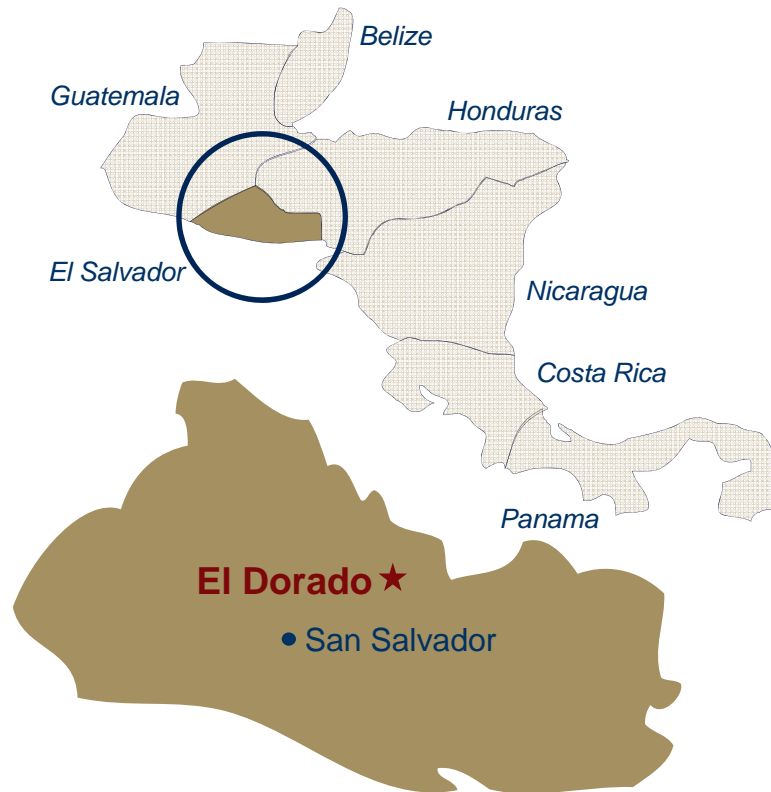 Belize
Guatemala
Honduras
El Salvador
Nicaragua
Costa Rica
Panama
El Dorado
San Salvador